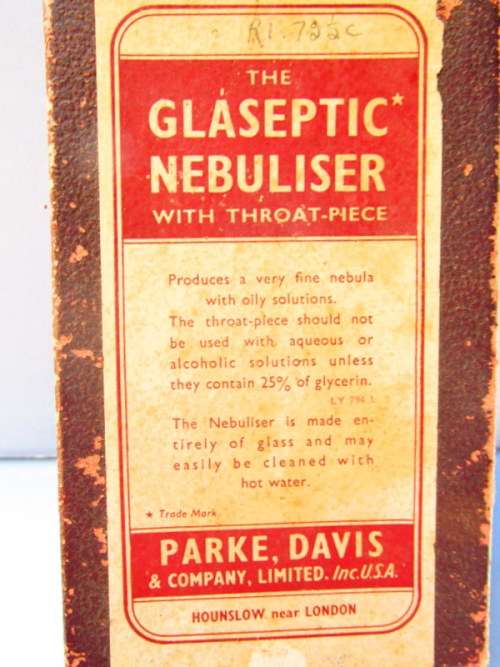 THE
GLASEPTIC*
NEBULISER
WITH THROAT-PIECE
Produces a very fine nebula
with oily solutions.
The throat-piece should not
be used with aqueous or
alcoholic solutions unless
they contain 25% of glycerin.
The Nebuliser is made en-
tirely of glass and may
easily be cleaned with
hot water.
* Trade Mark
PARKE, DAVIS
& COMPANY, LIMITED. Inc. U.S.A.
HOUNSLOW near LONDON